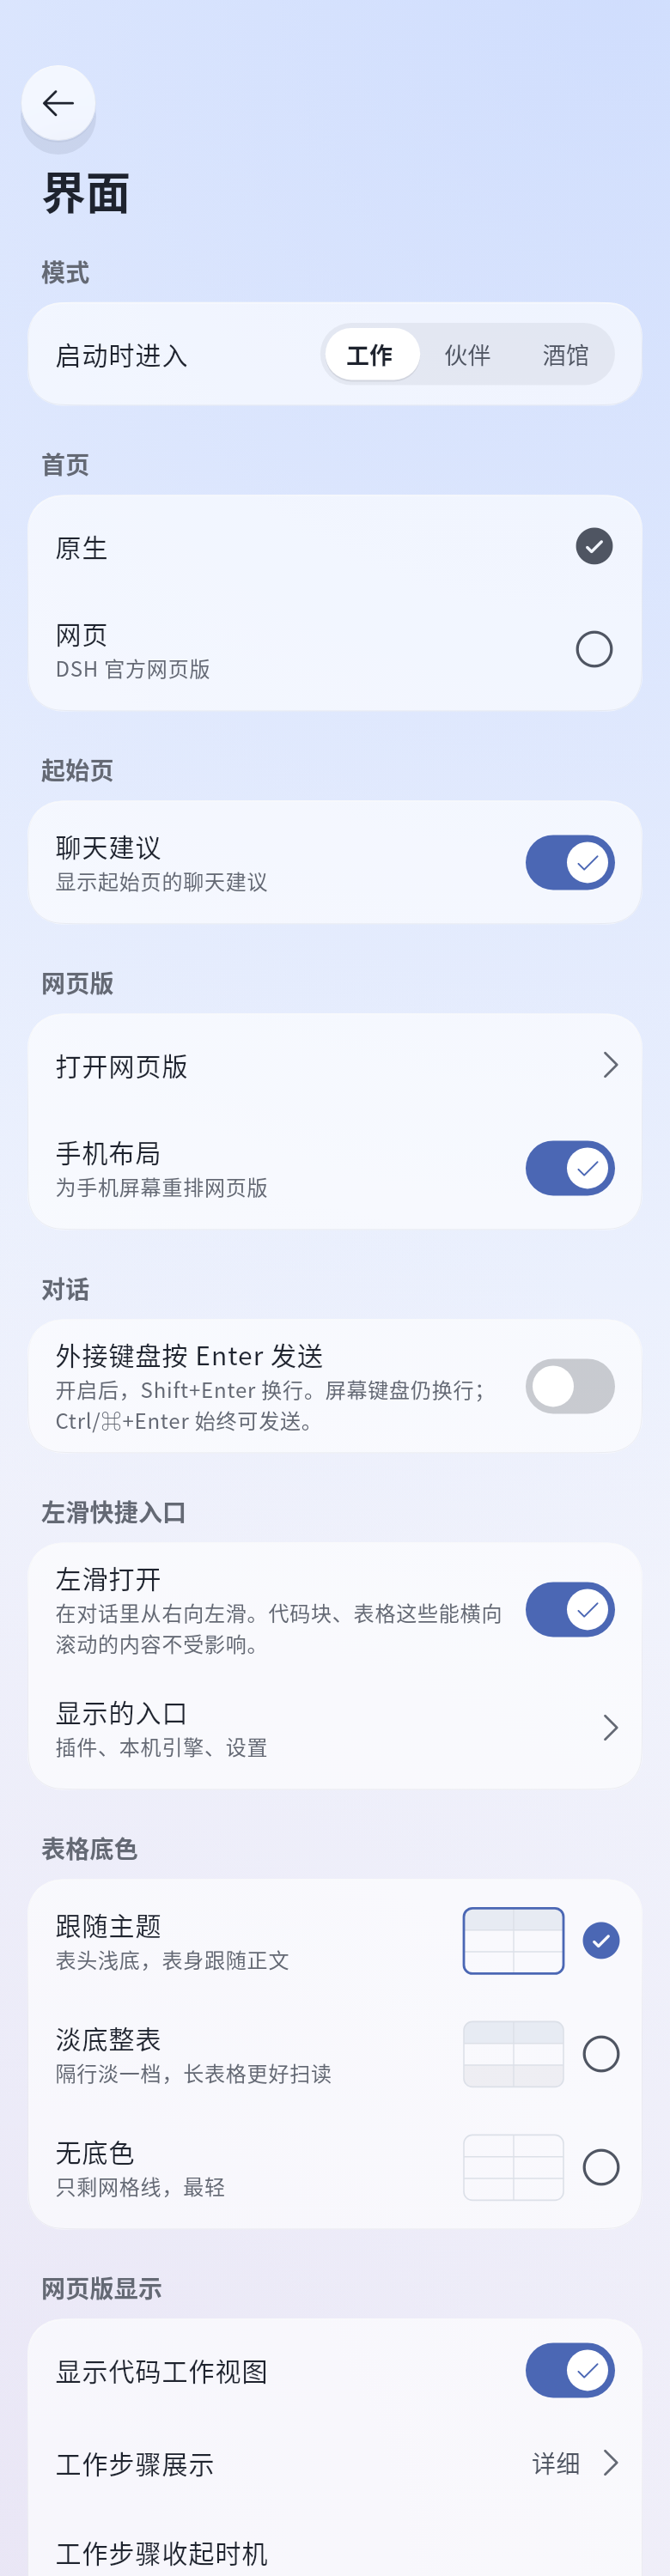 界面
模式
启动时进入
工作 伙伴 酒馆
首页
原生
网页
DSH 官方网页版
起始页
聊天建议
显示起始页的聊天建议
网页版
打开网页版
手机布局
为手机屏幕重排网页版
对话
外接键盘按 Enter 发送
开启后，Shift+Enter 换行。屏幕键盘仍换行；
Ctrl/⌘+Enter 始终可发送。
左滑快捷入口
左滑打开
在对话里从右向左滑。代码块、表格这些能横向
滚动的内容不受影响。
显示的入口
插件、本机引擎、设置
表格底色
跟随主题
表头浅底，表身跟随正文
淡底整表
隔行淡一档，长表格更好扫读
无底色
只剩网格线，最轻
网页版显示
显示代码工作视图
工作步骤展示 详细
工作步骤收起时机